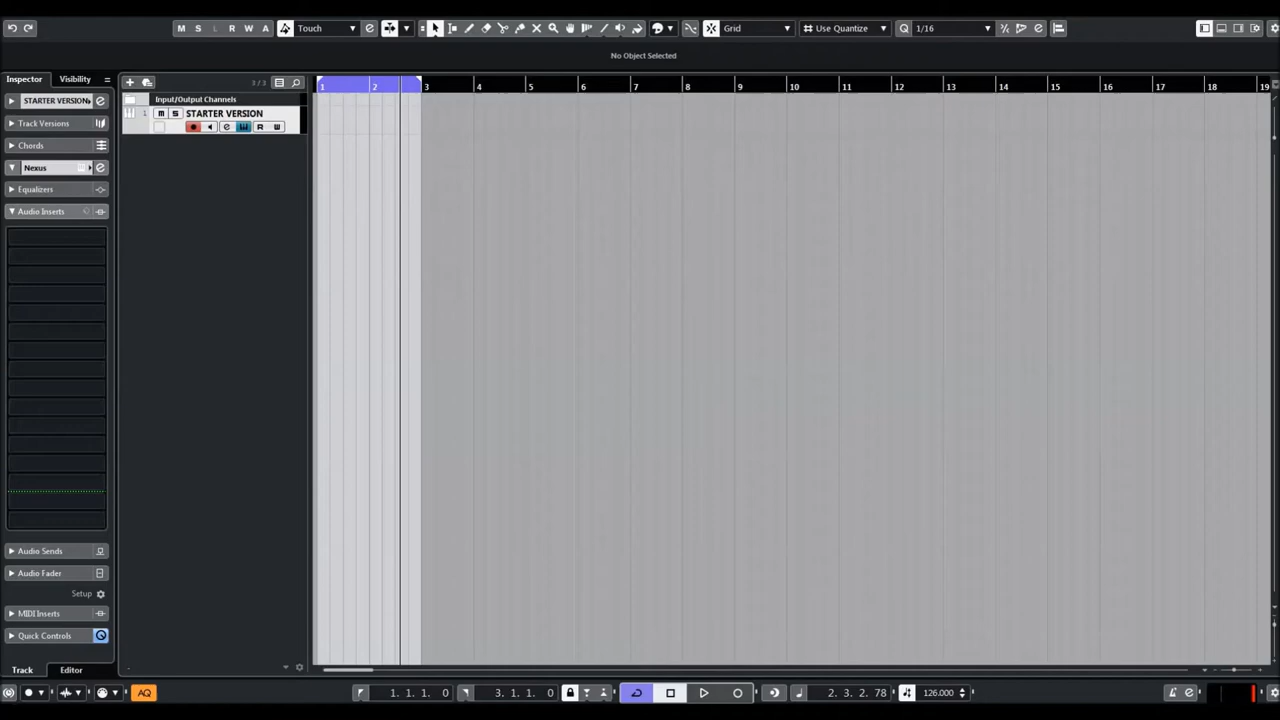 M S L R W A Touch Grid Use Quantize Q 1/16
No Object Selected
Inspector Visibility
3 / 3
1 2 3 4 5 6 7 8 9 10 11 12 13 14 15 16 17 18 19
STARTER VERSION
Input/Output Channels
1 M S STARTER VERSION
R W
Track Versions
Chords
Nexus
Equalizers
Audio Inserts
Audio Sends
Audio Fader
Setup
MIDI Inserts
Quick Controls
Track Editor
AQ 1. 1. 1. 0 3. 1. 1. 0 2. 3. 2. 78 126.000